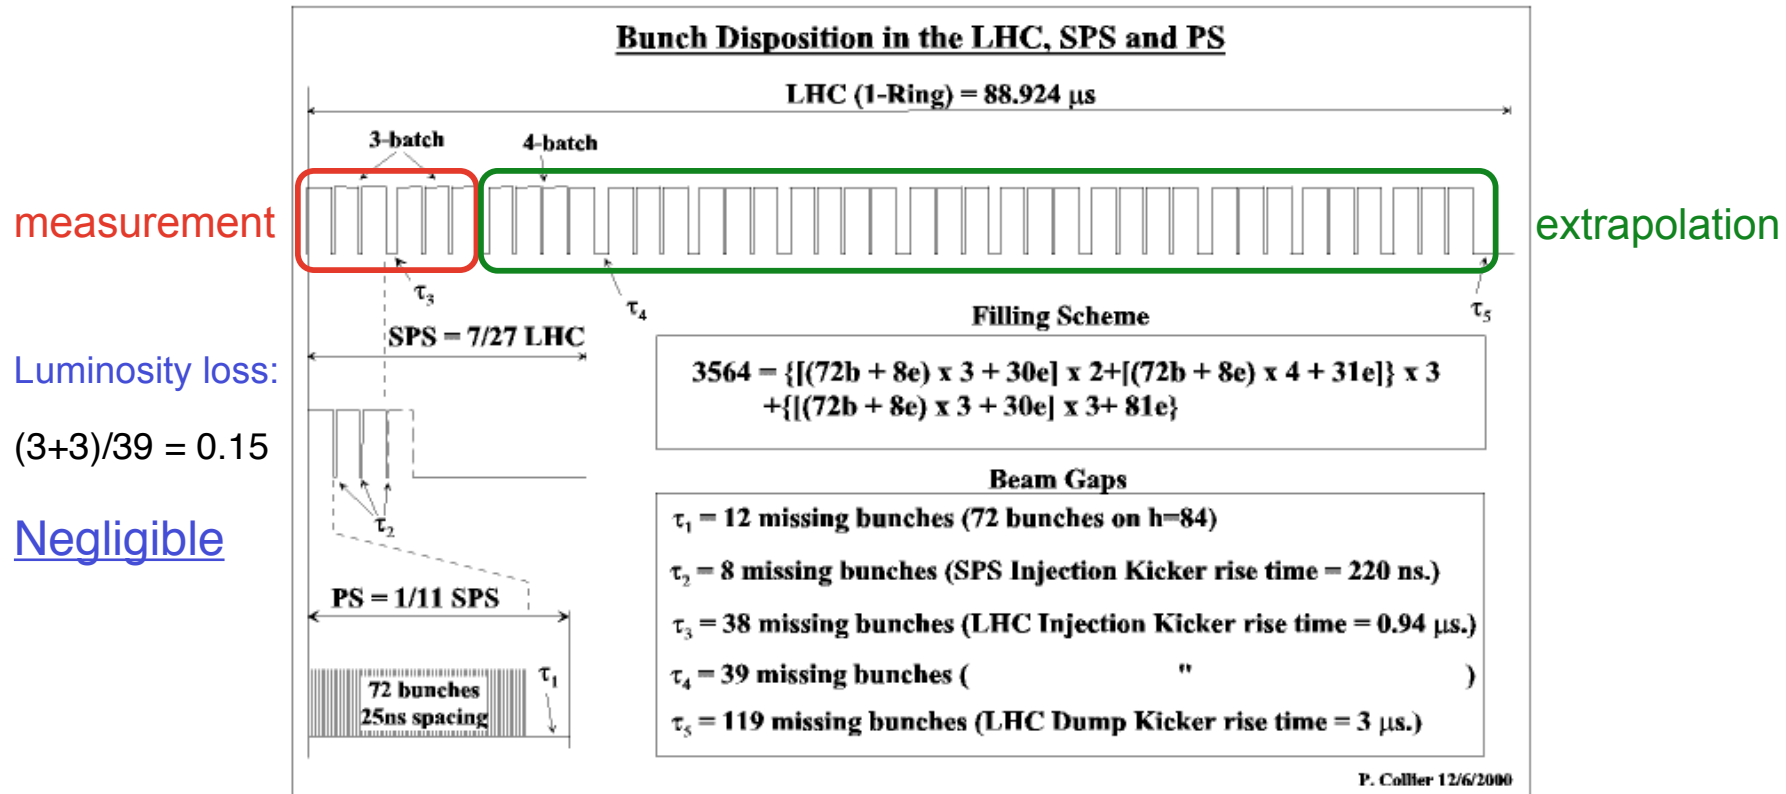 Bunch Disposition in the LHC, SPS and PS
LHC (1-Ring) = 88.924 μs
3-batch
4-batch
measurement
extrapolation
τ₃
τ₄
τ₅
SPS = 7/27 LHC
Filling Scheme
3564 = {[(72b + 8e) x 3 + 30e] x 2+[(72b + 8e) x 4 + 31e]} x 3
+{[(72b + 8e) x 3 + 30e] x 3+ 81e}
Luminosity loss:
(3+3)/39 = 0.15
Negligible
τ₂
Beam Gaps
τ₁ = 12 missing bunches (72 bunches on h=84)
τ₂ = 8 missing bunches (SPS Injection Kicker rise time = 220 ns.)
τ₃ = 38 missing bunches (LHC Injection Kicker rise time = 0.94 μs.)
τ₄ = 39 missing bunches ( " )
τ₅ = 119 missing bunches (LHC Dump Kicker rise time = 3 μs.)
PS = 1/11 SPS
τ₁
72 bunches
25ns spacing
P. Collier 12/6/2000